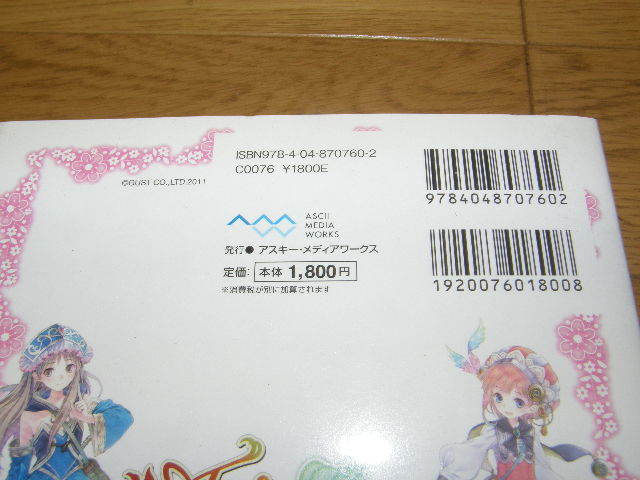 ISBN978-4-04-870760-2
C0076 ¥1800E
©GUST CO.,LTD.2011
9784048707602
ASCII
MEDIA
WORKS
発行●アスキー・メディアワークス
定価: 本体1,800円
※消費税が別に加算されます
1920076018008